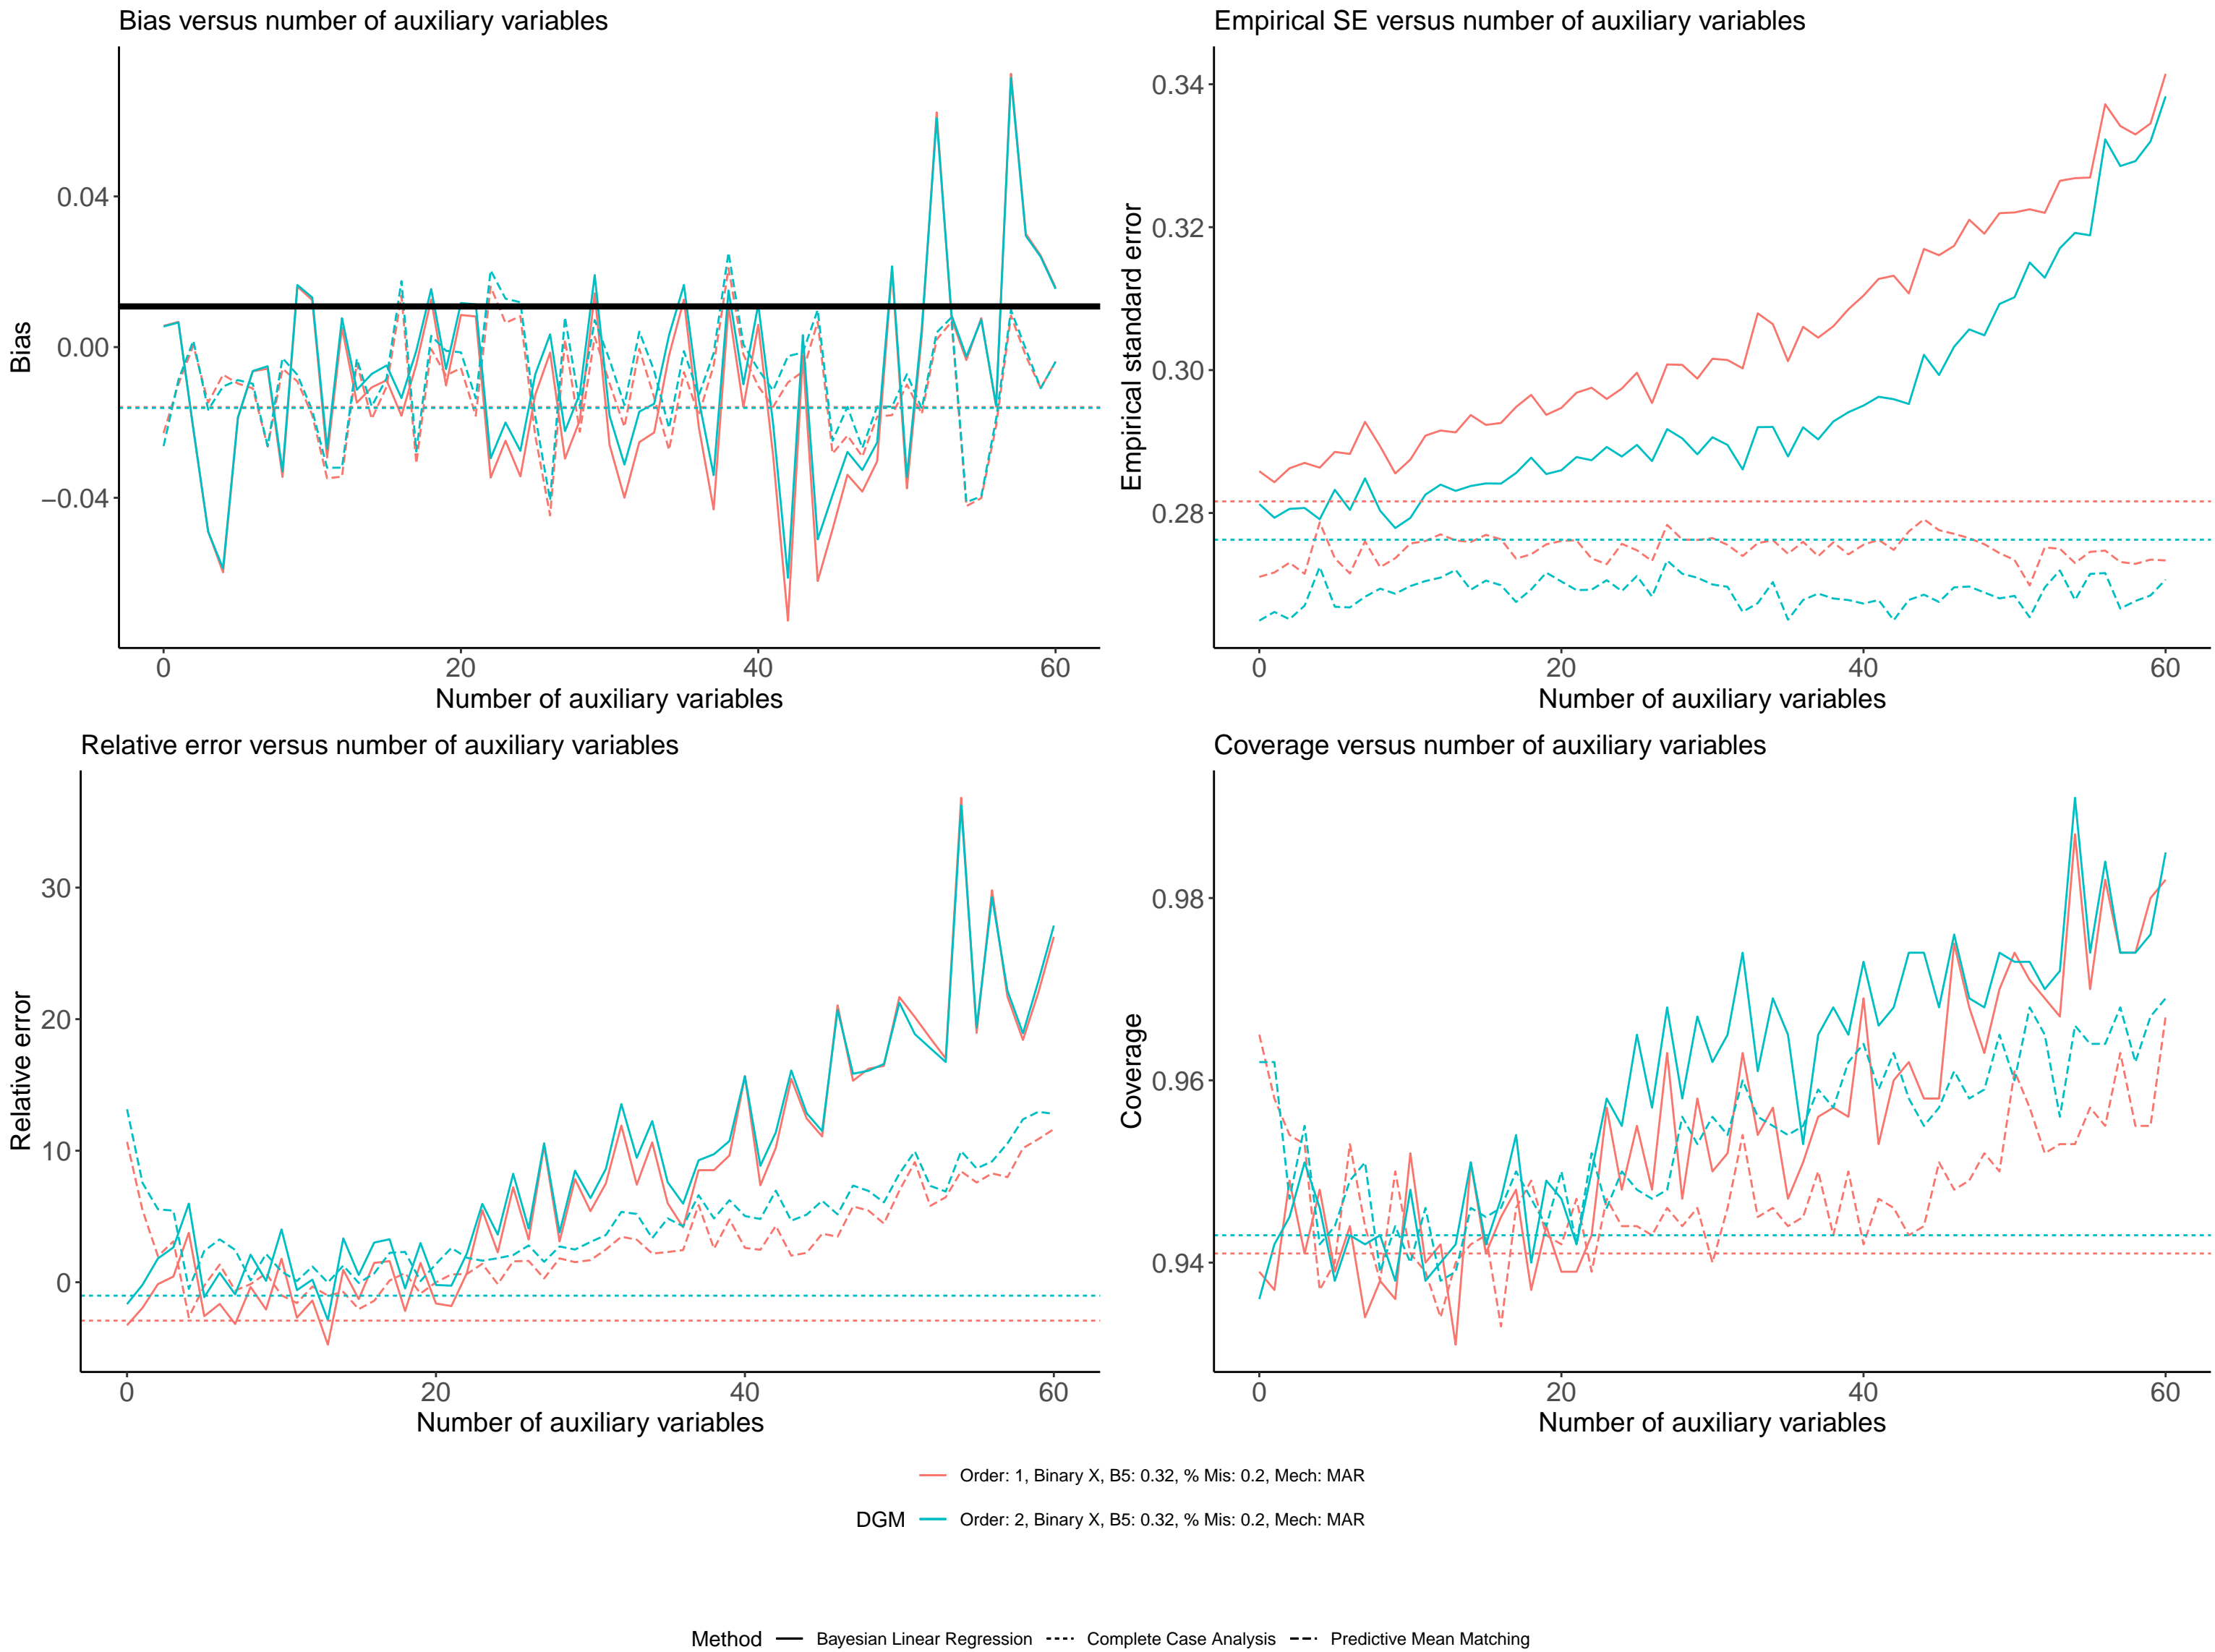 Bias versus number of auxiliary variables
Bias
0.04
0.00
−0.04
0 20 40 60
Number of auxiliary variables
Empirical SE versus number of auxiliary variables
Empirical standard error
0.34
0.32
0.30
0.28
0 20 40 60
Number of auxiliary variables
Relative error versus number of auxiliary variables
Relative error
30
20
10
0
0 20 40 60
Number of auxiliary variables
Coverage versus number of auxiliary variables
Coverage
0.98
0.96
0.94
0 20 40 60
Number of auxiliary variables
Order: 1, Binary X, B5: 0.32, % Mis: 0.2, Mech: MAR
DGM Order: 2, Binary X, B5: 0.32, % Mis: 0.2, Mech: MAR
Method Bayesian Linear Regression Complete Case Analysis Predictive Mean Matching